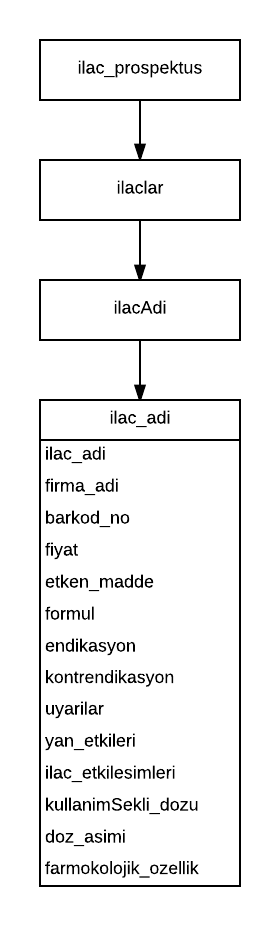 ilac_prospektus
ilaclar
ilacAdi
ilac_adi
ilac_adi
firma_adi
barkod_no
fiyat
etken_madde
formul
endikasyon
kontrendikasyon
uyarilar
yan_etkileri
ilac_etkilesimleri
kullanimSekli_dozu
doz_asimi
farmokolojik_ozellik